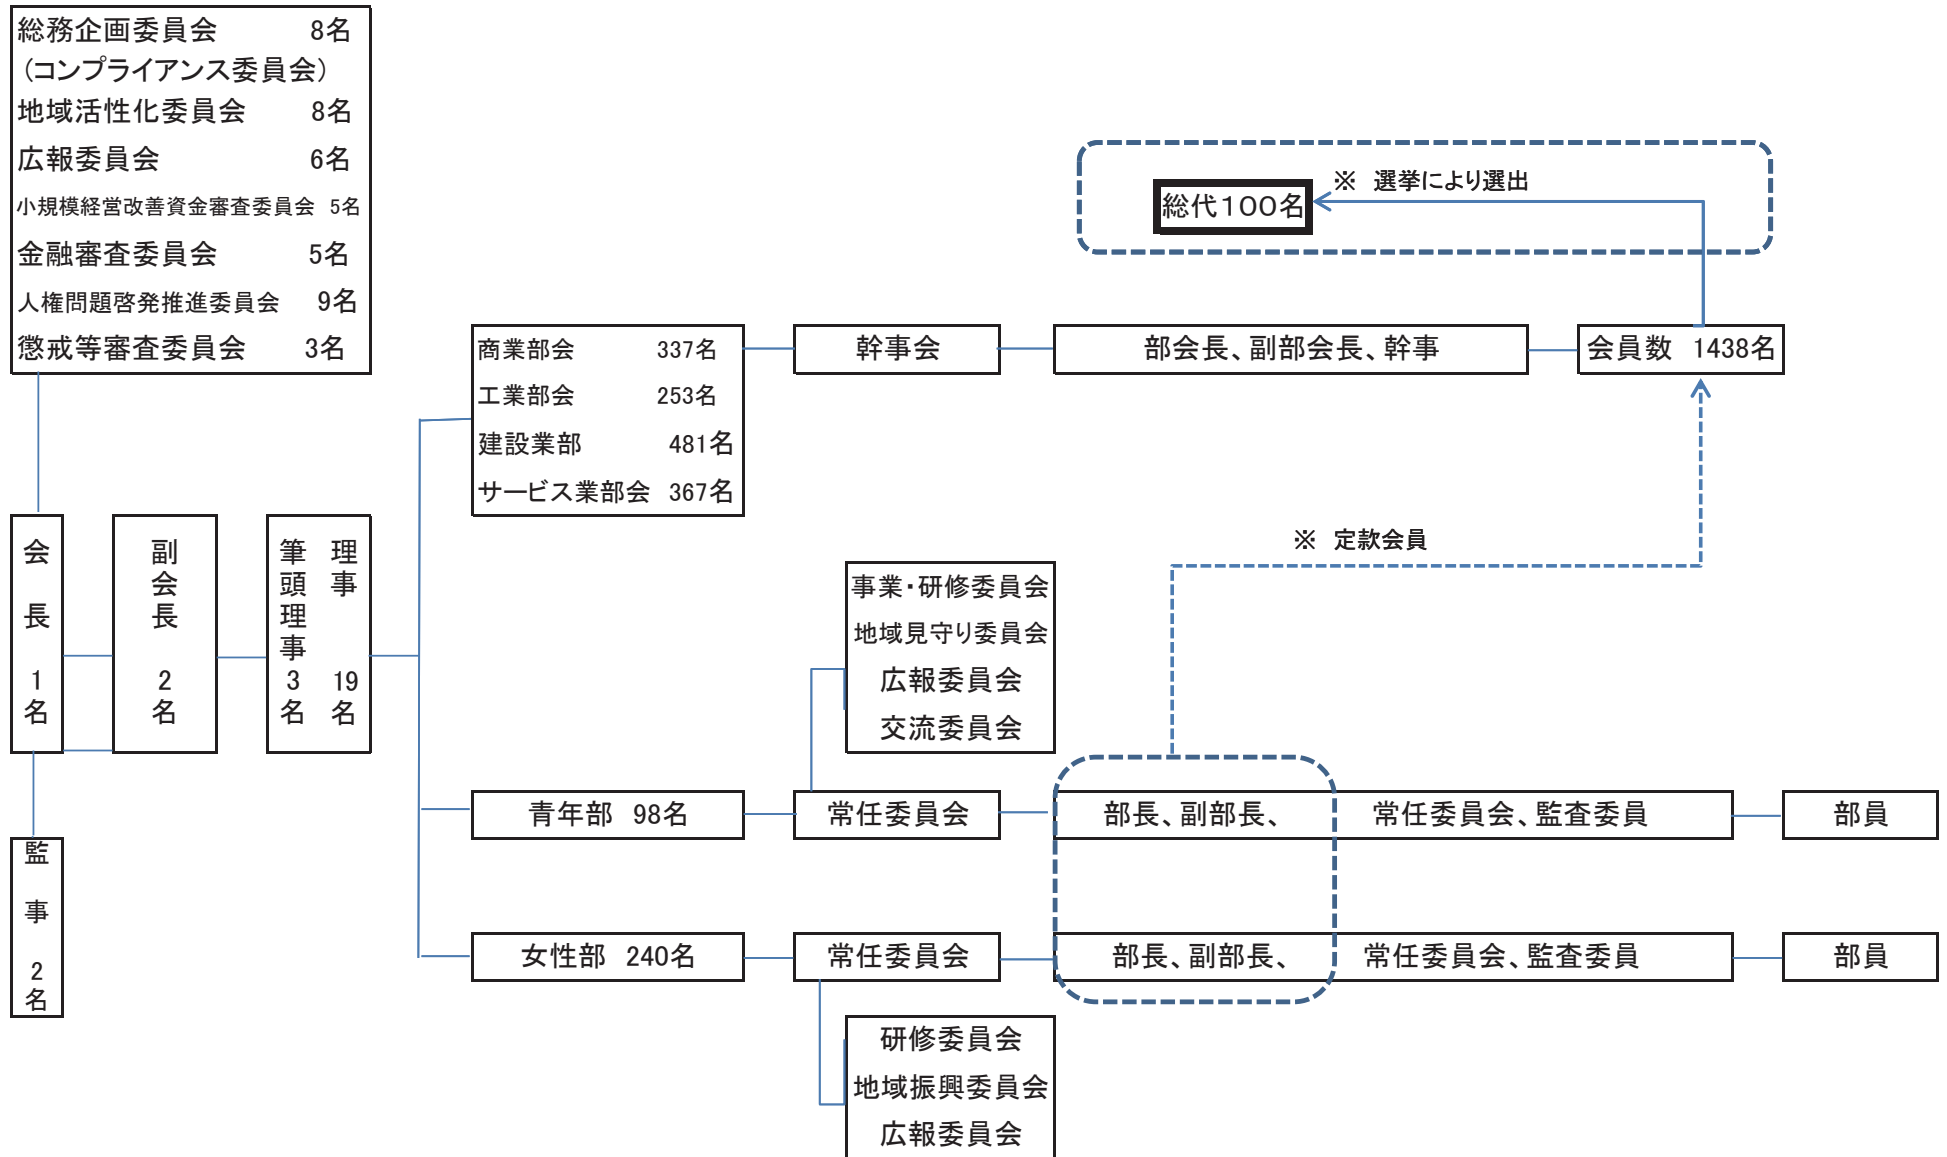 総務企画委員会 8名
(コンプライアンス委員会)
地域活性化委員会 8名
広報委員会 6名
小規模経営改善資金審査委員会 5名
金融審査委員会 5名
人権問題啓発推進委員会 9名
懲戒等審査委員会 3名
※ 選挙により選出
総代100名
商業部会 337名
工業部会 253名
建設業部 481名
サービス業部会 367名
幹事会
部会長、副部会長、幹事
会員数 1438名
※ 定款会員
会長 1名
副会長 2名
筆頭理事 3名
理事 19名
監事 2名
事業・研修委員会
地域見守り委員会
広報委員会
交流委員会
青年部 98名
常任委員会
部長、副部長、 常任委員会、監査委員
部員
女性部 240名
常任委員会
部長、副部長、 常任委員会、監査委員
部員
研修委員会
地域振興委員会
広報委員会